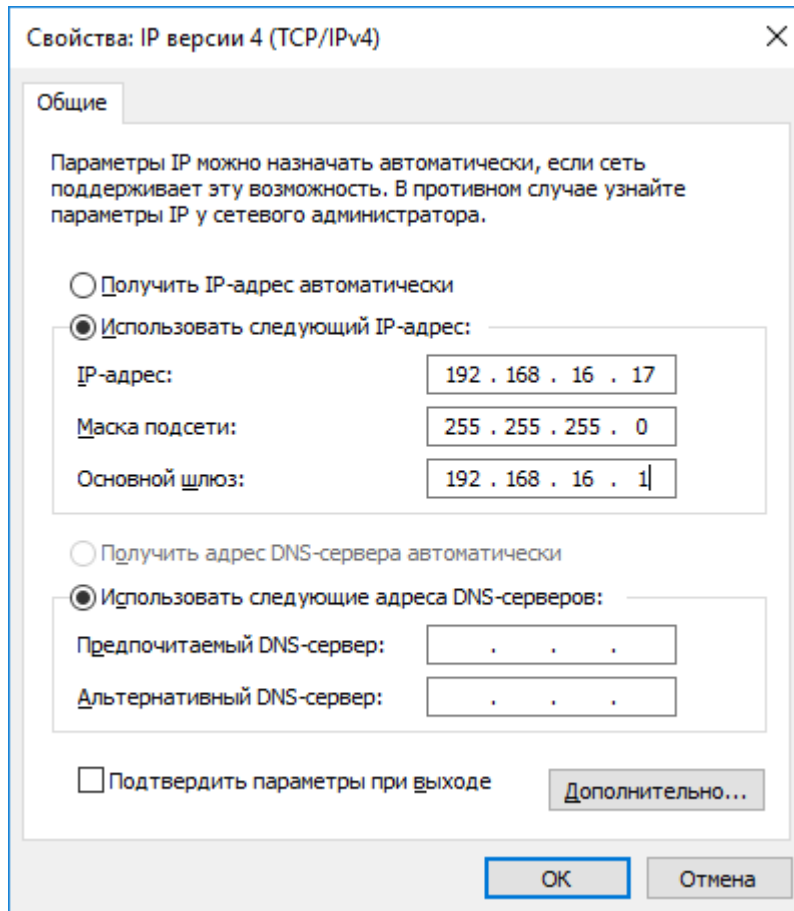 Свойства: IP версии 4 (TCP/IPv4)
Общие
Параметры IP можно назначать автоматически, если сеть
поддерживает эту возможность. В противном случае узнайте
параметры IP у сетевого администратора.
Получить IP-адрес автоматически
Использовать следующий IP-адрес:
IP-адрес: 192 . 168 . 16 . 17
Маска подсети: 255 . 255 . 255 . 0
Основной шлюз: 192 . 168 . 16 . 1
Получить адрес DNS-сервера автоматически
Использовать следующие адреса DNS-серверов:
Предпочитаемый DNS-сервер: . . .
Альтернативный DNS-сервер: . . .
Подтвердить параметры при выходе
Дополнительно...
ОК Отмена